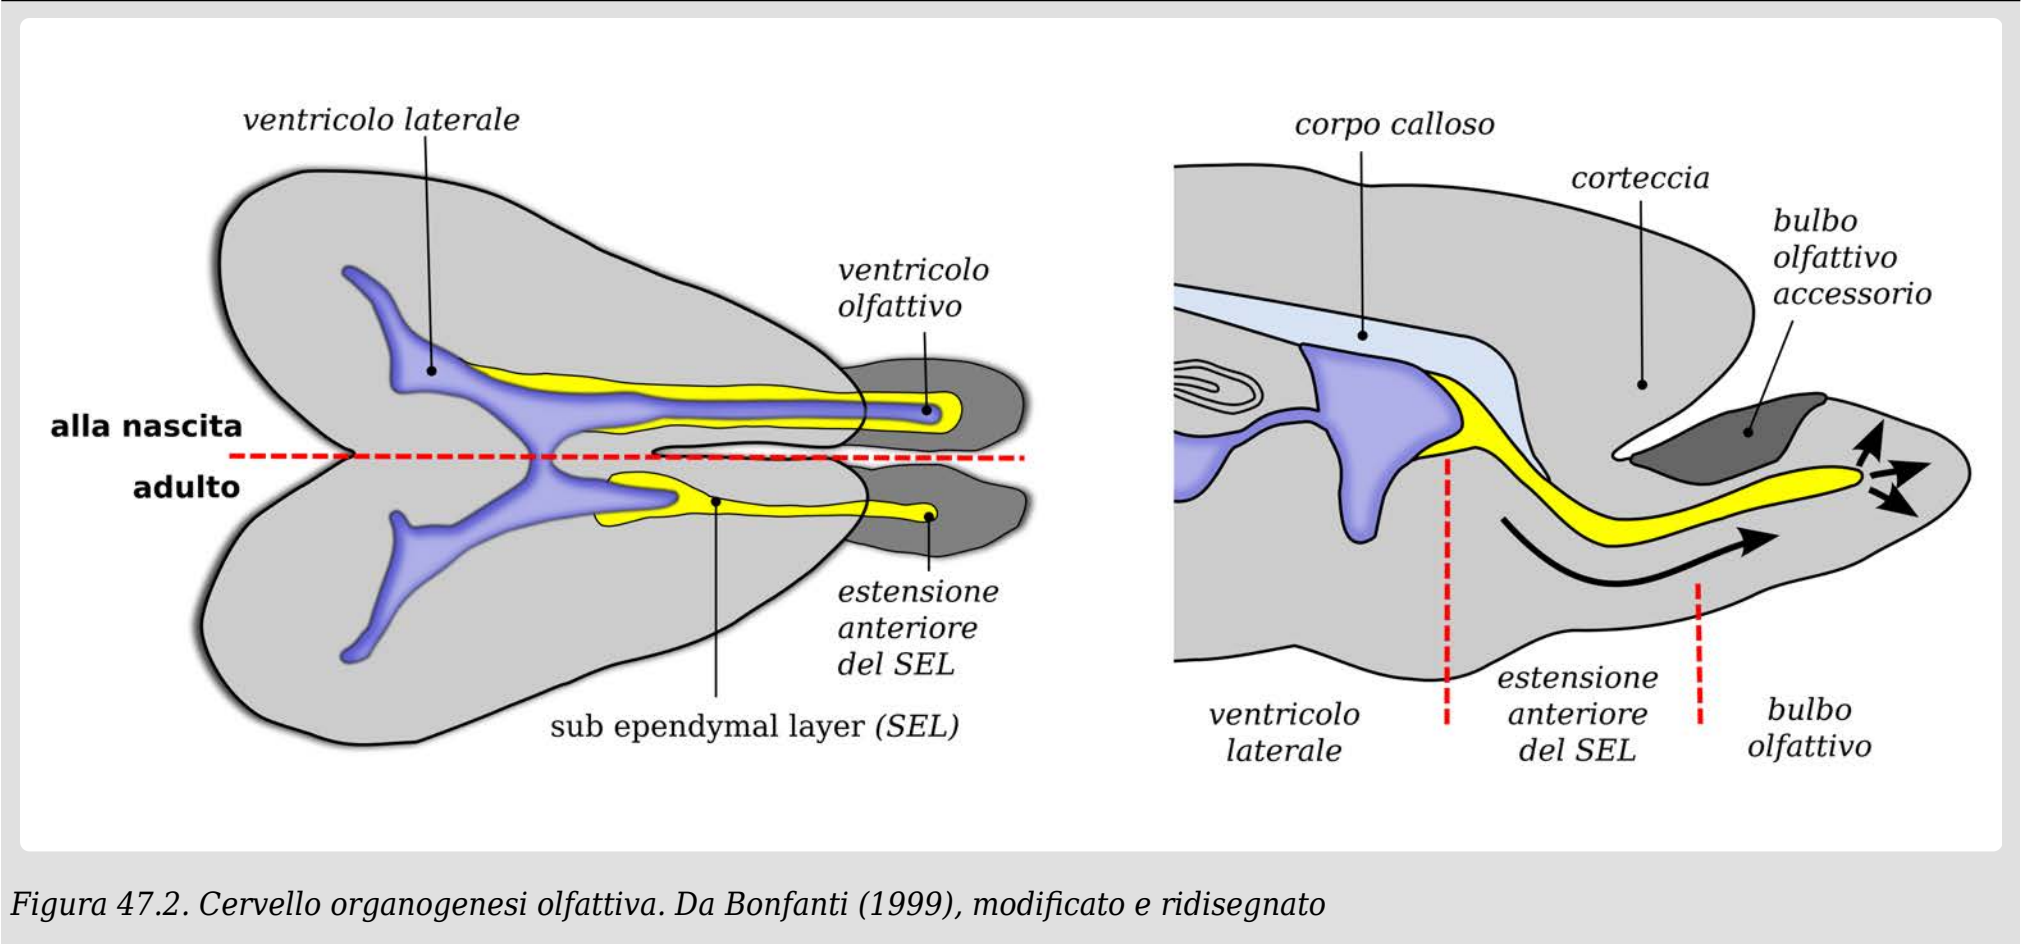 ventricolo laterale
ventricolo
olfattivo
alla nascita
adulto
estensione
anteriore
del SEL
sub ependymal layer (SEL)
corpo calloso
corteccia
bulbo
olfattivo
accessorio
ventricolo
laterale
estensione
anteriore
del SEL
bulbo
olfattivo
Figura 47.2. Cervello organogenesi olfattiva. Da Bonfanti (1999), modificato e ridisegnato